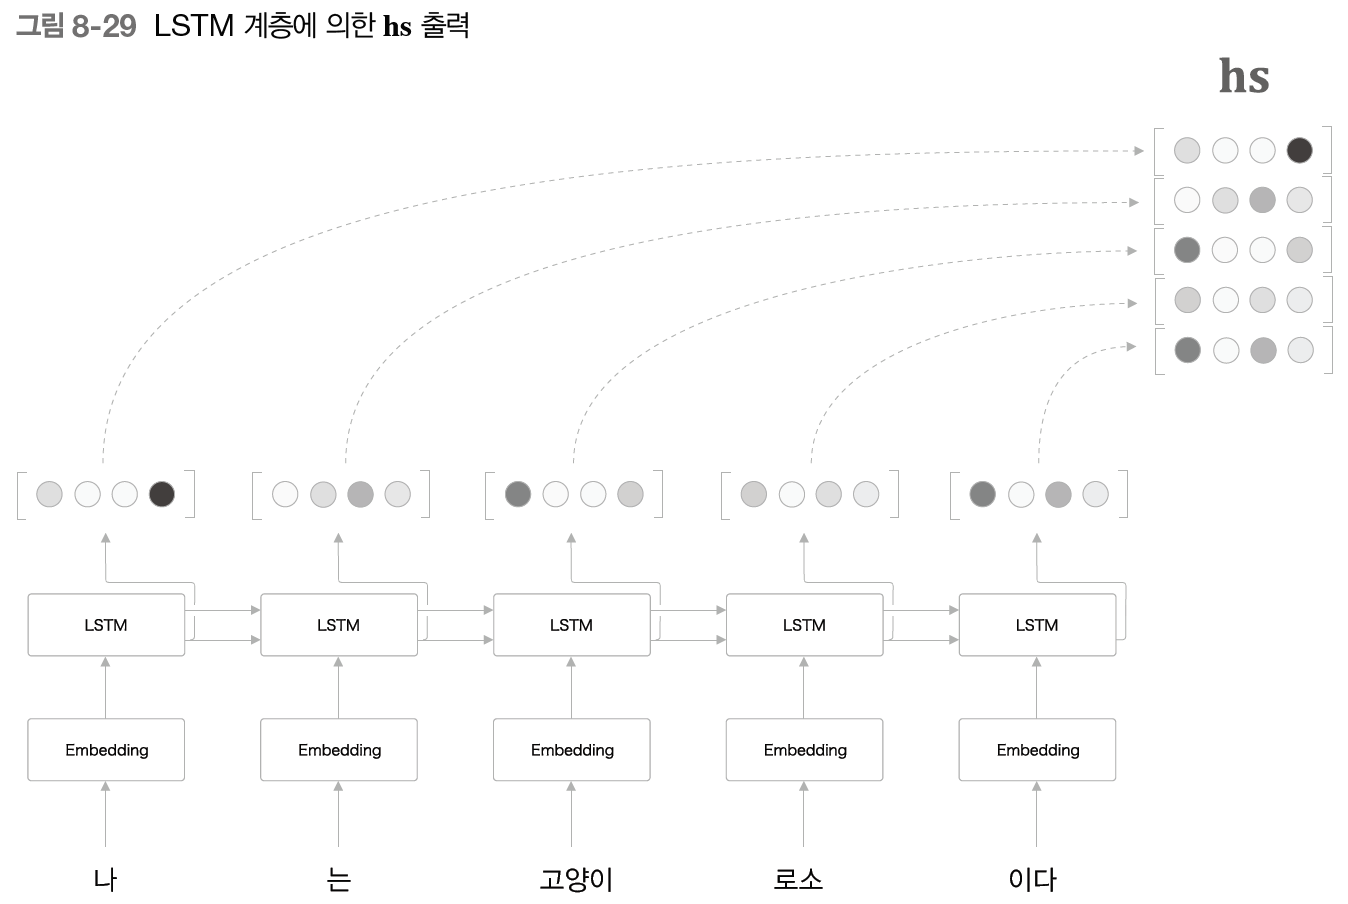 그림 8-29 LSTM 계층에 의한 hs 출력
hs
LSTM LSTM LSTM LSTM LSTM
Embedding Embedding Embedding Embedding Embedding
나 는 고양이 로소 이다